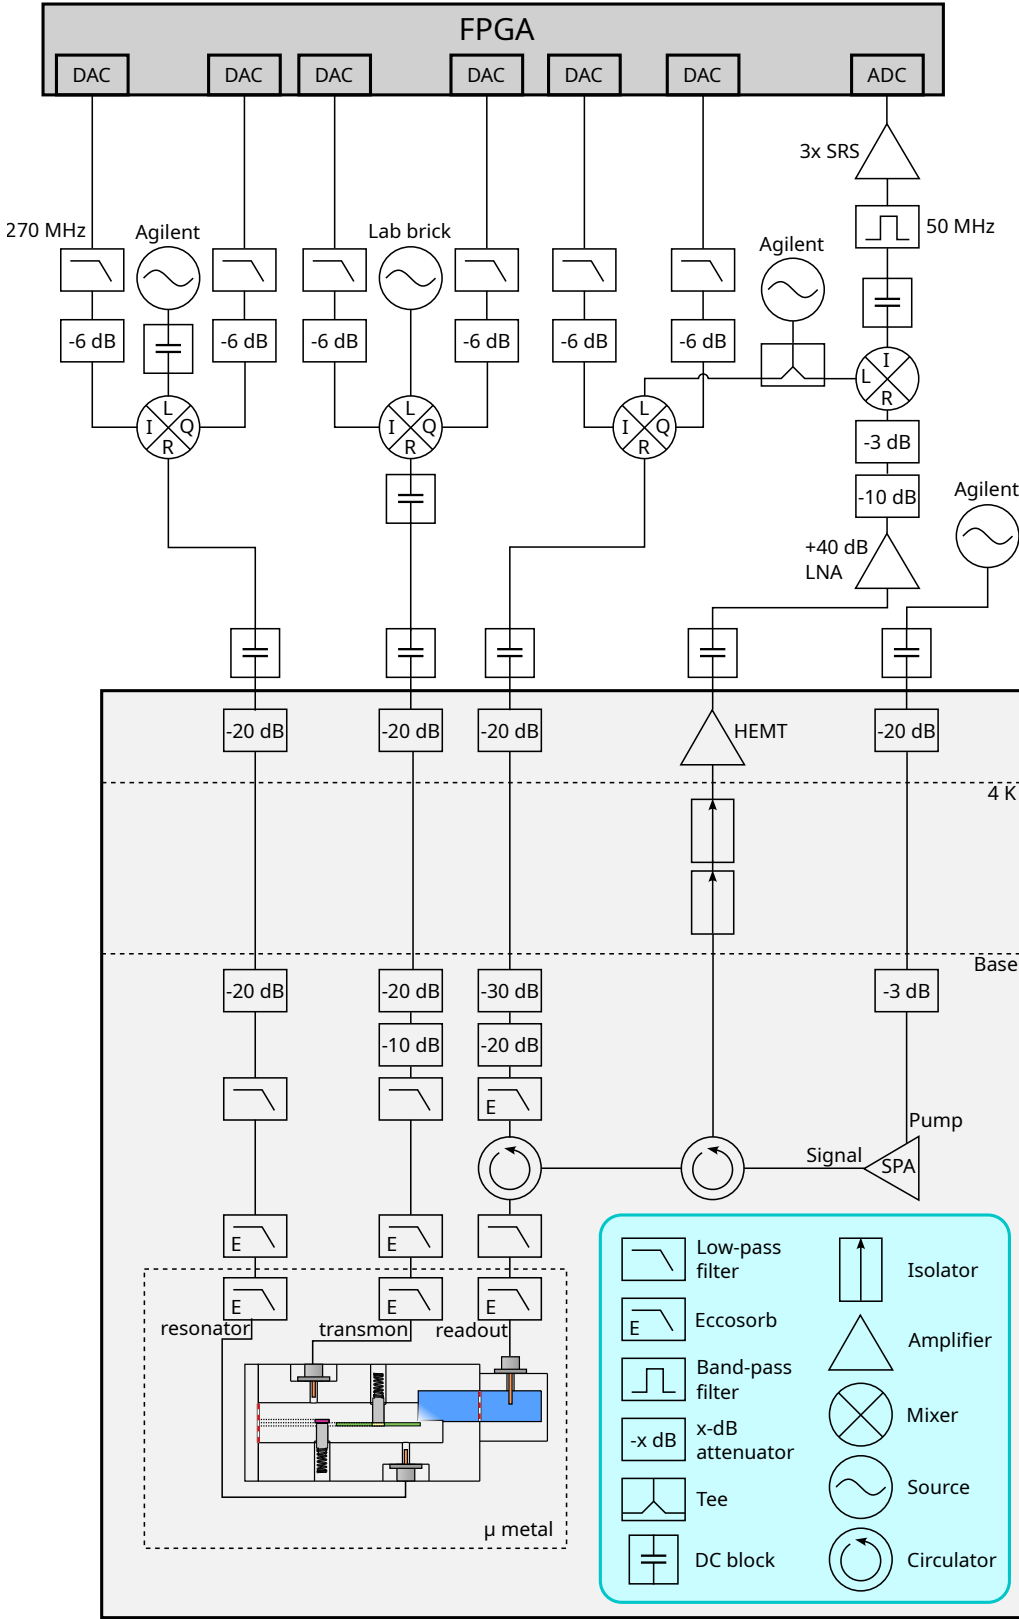 FPGA
DAC DAC DAC DAC DAC DAC ADC
3x SRS
270 MHz Agilent Lab brick Agilent 50 MHz
-6 dB -6 dB -6 dB -6 dB -6 dB -6 dB
L I Q R
L I Q R
L I Q R
I L R
-3 dB
-10 dB
Agilent
+40 dB
LNA
-20 dB -20 dB -20 dB HEMT -20 dB
4 K
Base
-20 dB -20 dB -30 dB -3 dB
-10 dB -20 dB
E
Pump
Signal SPA
E E
E E E
resonator transmon readout
µ metal
Low-pass
filter
Isolator
E Eccosorb
Amplifier
Band-pass
filter
Mixer
-x dB x-dB
attenuator
Source
Tee
DC block
Circulator